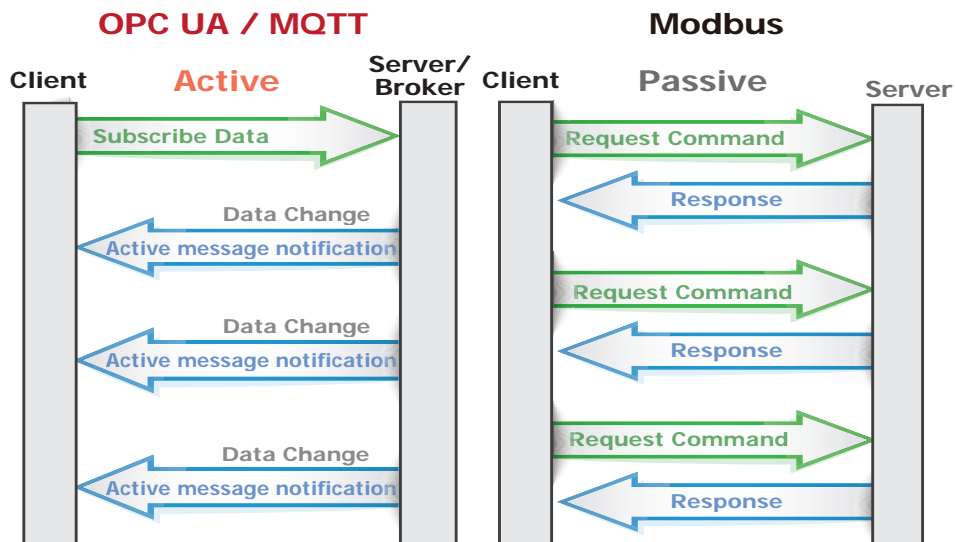 OPC UA / MQTT
Client
Active
Server/
Broker
Subscribe Data
Data Change
Active message notification
Data Change
Active message notification
Data Change
Active message notification
Modbus
Client
Passive
Server
Request Command
Response
Request Command
Response
Request Command
Response